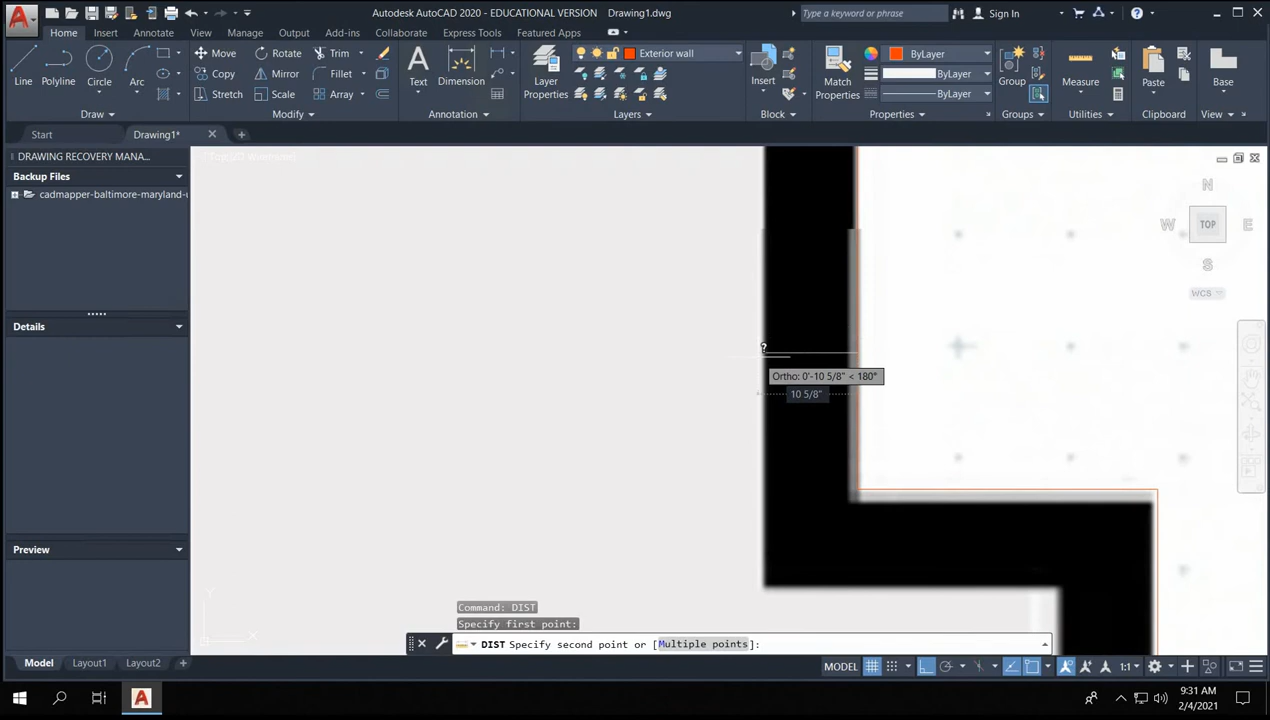 Autodesk AutoCAD 2020 - EDUCATIONAL VERSION Drawing1.dwg
Type a keyword or phrase
Sign In
Home Insert Annotate View Manage Output Add-ins Collaborate Express Tools Featured Apps
Line Polyline Circle Arc
Move Rotate Trim
Copy Mirror Fillet
Stretch Scale Array
Text Dimension
Layer Properties
Exterior wall
Insert
Match Properties
ByLayer
ByLayer
ByLayer
Group
Measure
Paste
Base
Draw Modify Annotation Layers Block Properties Groups Utilities Clipboard View
Start Drawing1*
DRAWING RECOVERY MANA...
Backup Files
cadmapper-baltimore-maryland-u
Details
Preview
N
W TOP E
S
WCS
?
Ortho: 0'-10 5/8" < 180°
10 5/8"
Y
X
Command: DIST
Specify first point:
DIST Specify second point or [Multiple points]:
Model Layout1 Layout2
MODEL 1:1
9:31 AM
2/4/2021